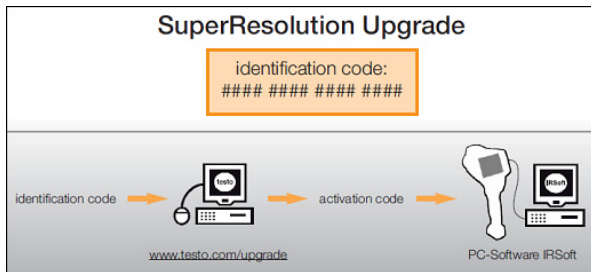 SuperResolution Upgrade
identification code:
#### #### #### ####
identification code
testo
activation code
IRSoft
www.testo.com/upgrade
PC-Software IRSoft